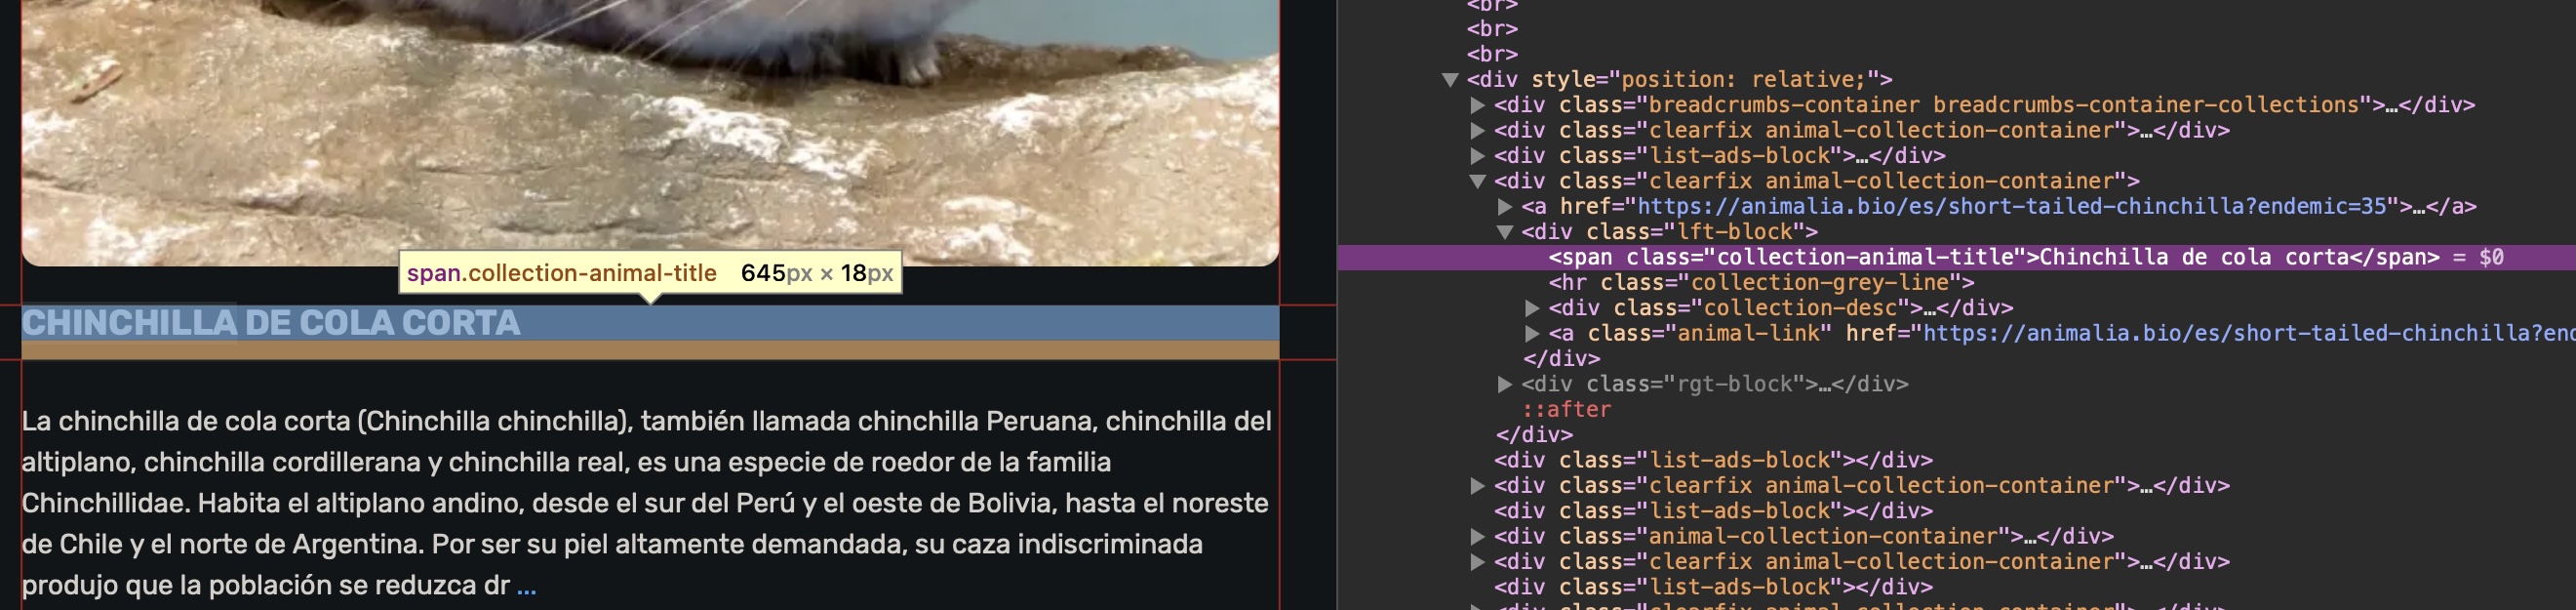 span.collection-animal-title 645px × 18px
CHINCHILLA DE COLA CORTA
La chinchilla de cola corta (Chinchilla chinchilla), también llamada chinchilla Peruana, chinchilla del
altiplano, chinchilla cordillerana y chinchilla real, es una especie de roedor de la familia
Chinchillidae. Habita el altiplano andino, desde el sur del Perú y el oeste de Bolivia, hasta el noreste
de Chile y el norte de Argentina. Por ser su piel altamente demandada, su caza indiscriminada
produjo que la población se reduzca dr ...
<br>
<br>
<br>
<div style="position: relative;">
<div class="breadcrumbs-container breadcrumbs-container-collections">…</div>
<div class="clearfix animal-collection-container">…</div>
<div class="list-ads-block">…</div>
<div class="clearfix animal-collection-container">
<a href="https://animalia.bio/es/short-tailed-chinchilla?endemic=35">…</a>
<div class="lft-block">
<span class="collection-animal-title">Chinchilla de cola corta</span> = $0
<hr class="collection-grey-line">
<div class="collection-desc">…</div>
<a class="animal-link" href="https://animalia.bio/es/short-tailed-chinchilla?end
</div>
<div class="rgt-block">…</div>
::after
</div>
<div class="list-ads-block"></div>
<div class="clearfix animal-collection-container">…</div>
<div class="list-ads-block"></div>
<div class="animal-collection-container">…</div>
<div class="clearfix animal-collection-container">…</div>
<div class="list-ads-block"></div>